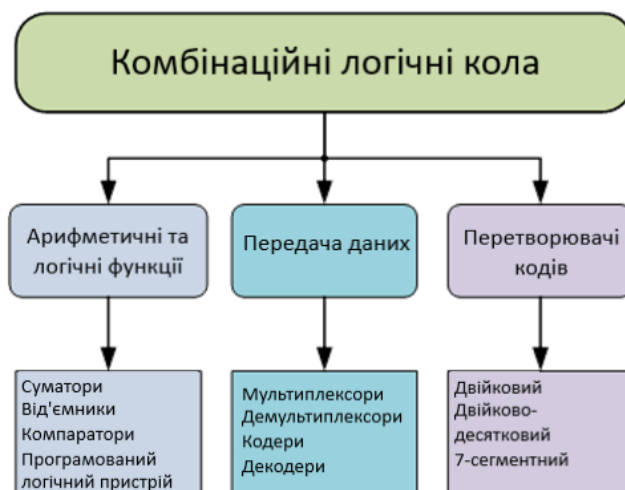 Комбінаційні логічні кола
Арифметичні та
логічні функції
Передача даних
Перетворювачі
кодів
Суматори
Від'ємники
Компаратори
Програмований
логічний пристрій
Мультиплексори
Демультиплексори
Кодери
Декодери
Двійковий
Двійково-
десятковий
7-сегментний